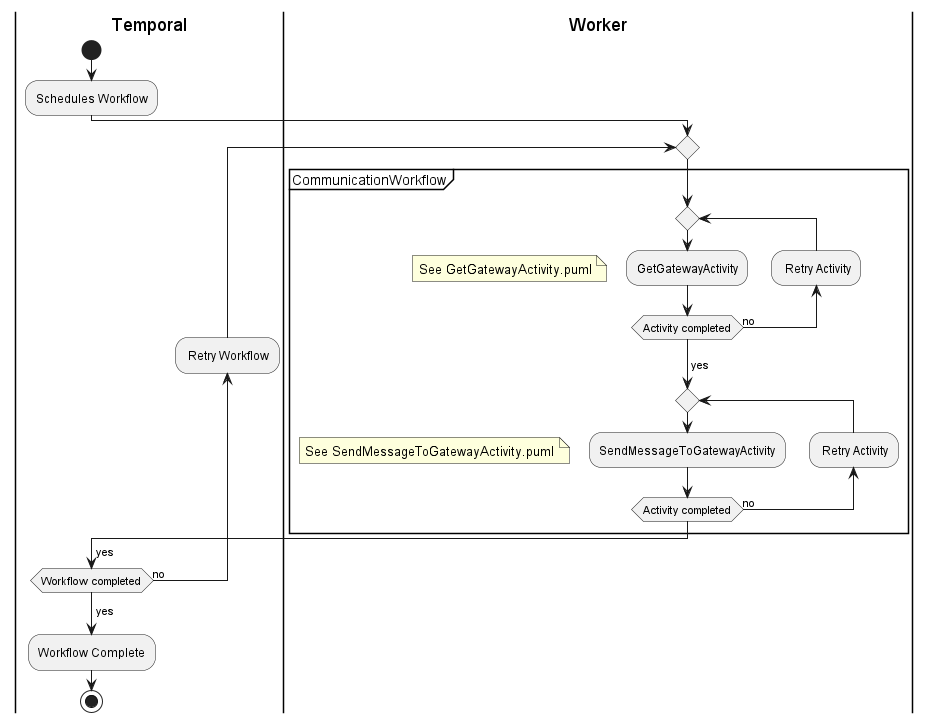 Temporal
Worker
Schedules Workflow
CommunicationWorkflow
See GetGatewayActivity.puml
GetGatewayActivity
Retry Activity
Activity completed
no
yes
Retry Workflow
See SendMessageToGatewayActivity.puml
SendMessageToGatewayActivity
Retry Activity
Activity completed
no
yes
Workflow completed
no
yes
Workflow Complete